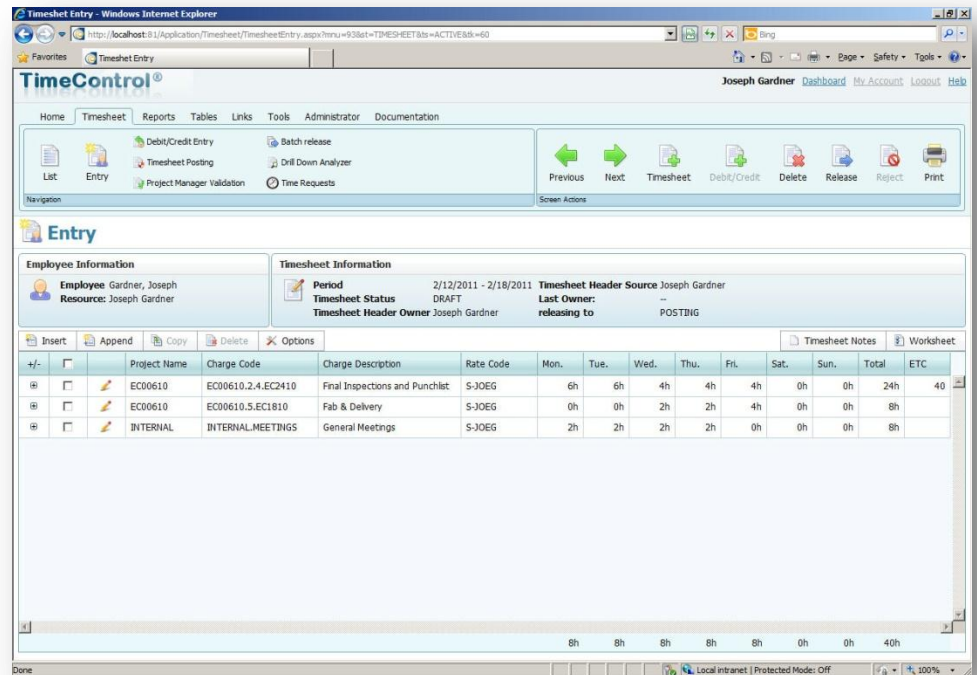 Timeshet Entry - Windows Internet Explorer
http://localhost:81/Application/Timesheet/TimesheetEntry.aspx?mnu=93&st=TIMESHEET&ts=ACTIVE&tk=60
Bing
Favorites Timeshet Entry
Page Safety Tools
TimeControl®
Joseph Gardner Dashboard My Account Logout Help
Home Timesheet Reports Tables Links Tools Administrator Documentation
List Entry
Debit/Credit Entry Batch release
Timesheet Posting Drill Down Analyzer
Project Manager Validation Time Requests
Previous Next Timesheet Debit/Credit Delete Release Reject Print
Navigation Screen Actions
Entry
Employee Information Timesheet Information
Employee Gardner, Joseph Period 2/12/2011 - 2/18/2011 Timesheet Header Source Joseph Gardner
Resource: Joseph Gardner Timesheet Status DRAFT Last Owner: --
Timesheet Header Owner Joseph Gardner releasing to POSTING
Insert Append Copy Delete Options Timesheet Notes Worksheet
+/- Project Name Charge Code Charge Description Rate Code Mon. Tue. Wed. Thu. Fri. Sat. Sun. Total ETC
EC00610 EC00610.2.4.EC2410 Final Inspections and Punchlist S-JOEG 6h 6h 4h 4h 4h 0h 0h 24h 40
EC00610 EC00610.5.EC1810 Fab & Delivery S-JOEG 0h 0h 2h 2h 4h 0h 0h 8h
INTERNAL INTERNAL.MEETINGS General Meetings S-JOEG 2h 2h 2h 2h 0h 0h 0h 8h
8h 8h 8h 8h 8h 0h 0h 40h
Done Local intranet | Protected Mode: Off 100%